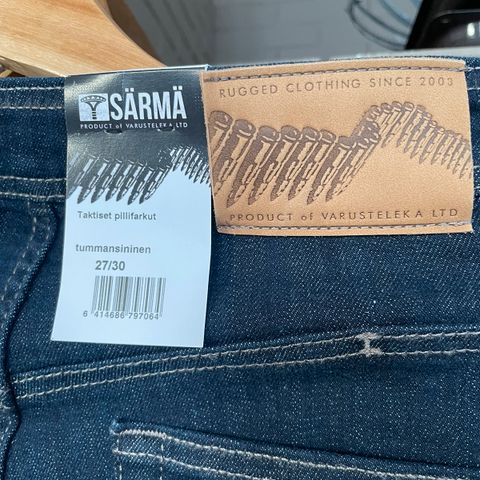 SÄRMÄ
PRODUCT of VARUSTELEKA LTD
Taktiset pillifarkut
tummansininen
27/30
6 414686 797064
RUGGED CLOTHING SINCE 2003
PRODUCT of VARUSTELEKA LTD